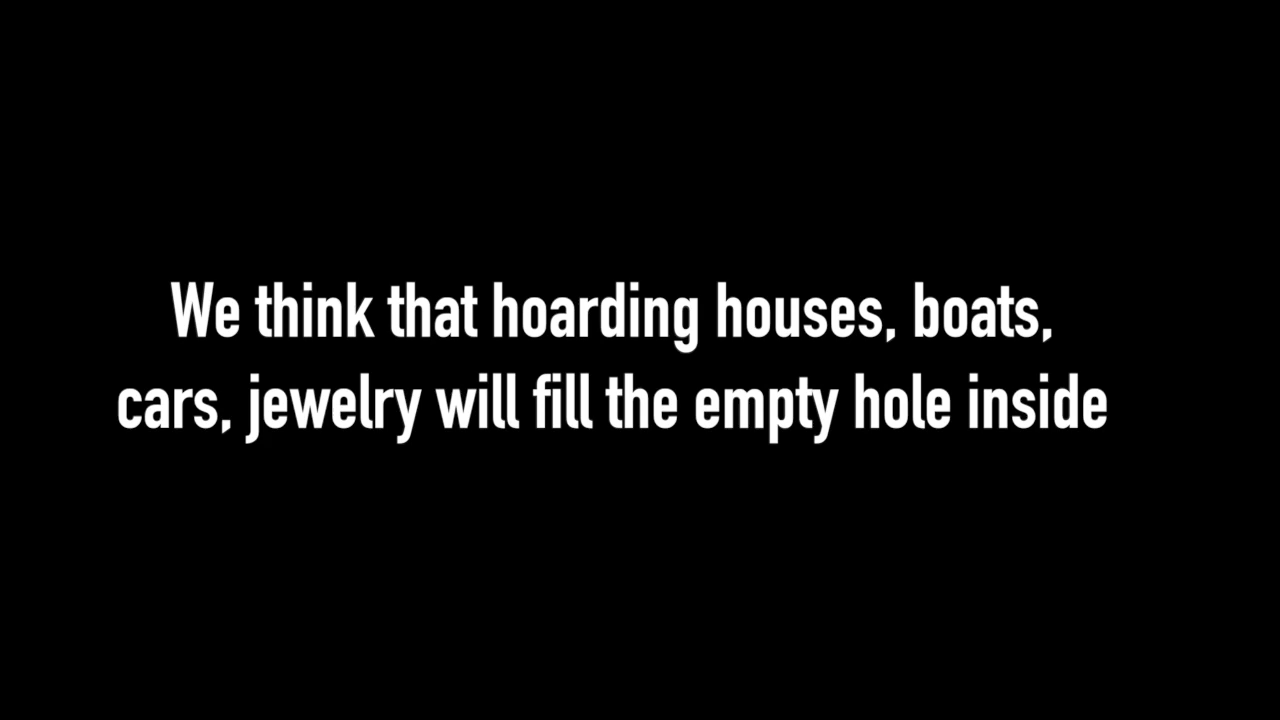 We think that hoarding houses, boats,
cars, jewelry will fill the empty hole inside